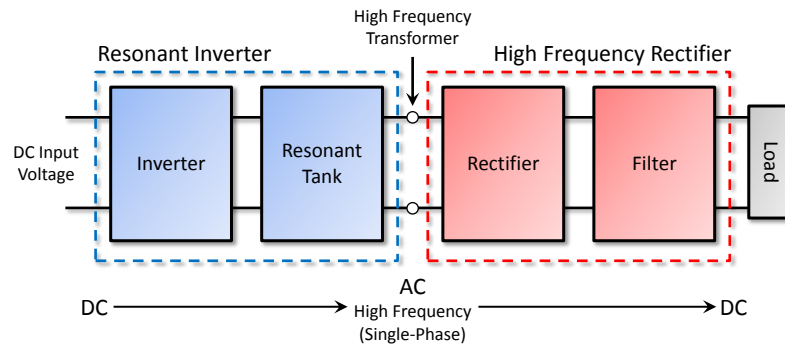 High Frequency
Transformer
Resonant Inverter
High Frequency Rectifier
DC Input
Voltage
Inverter
Resonant
Tank
Rectifier
Filter
Load
DC
AC
High Frequency
(Single-Phase)
DC